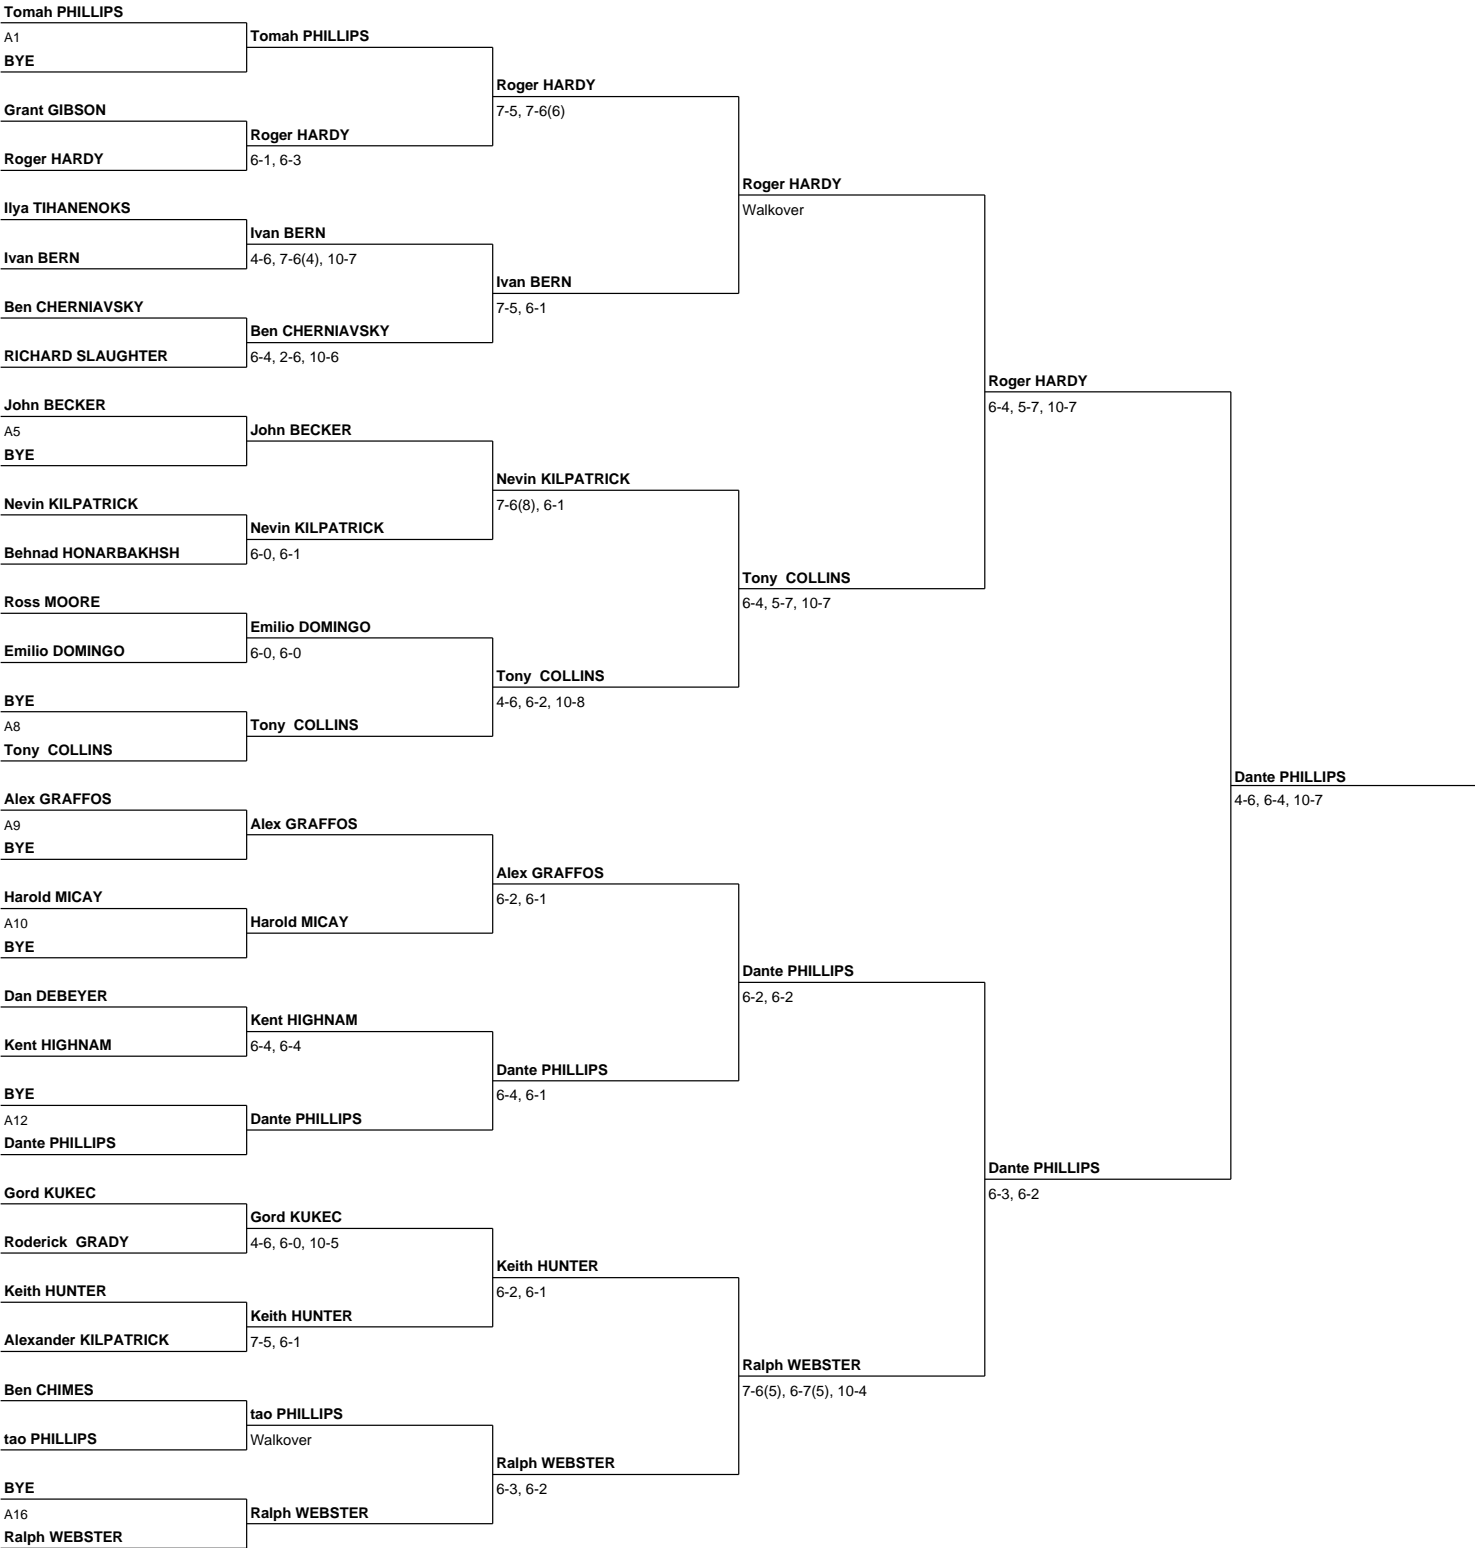 Tomah PHILLIPS
A1
BYE
Grant GIBSON
Roger HARDY
Ilya TIHANENOKS
Ivan BERN
Ben CHERNIAVSKY
RICHARD SLAUGHTER
John BECKER
A5
BYE
Nevin KILPATRICK
Behnad HONARBAKHSH
Ross MOORE
Emilio DOMINGO
BYE
A8
Tony  COLLINS
Alex GRAFFOS
A9
BYE
Harold MICAY
A10
BYE
Dan DEBEYER
Kent HIGHNAM
BYE
A12
Dante PHILLIPS
Gord KUKEC
Roderick  GRADY
Keith HUNTER
Alexander KILPATRICK
Ben CHIMES
tao PHILLIPS
BYE
A16
Ralph WEBSTER
Tomah PHILLIPS
Roger HARDY
6-1, 6-3
Ivan BERN
4-6, 7-6(4), 10-7
Ben CHERNIAVSKY
6-4, 2-6, 10-6
John BECKER
Nevin KILPATRICK
6-0, 6-1
Emilio DOMINGO
6-0, 6-0
Tony  COLLINS
Alex GRAFFOS
Harold MICAY
Kent HIGHNAM
6-4, 6-4
Dante PHILLIPS
Gord KUKEC
4-6, 6-0, 10-5
Keith HUNTER
7-5, 6-1
tao PHILLIPS
Walkover
Ralph WEBSTER
Roger HARDY
7-5, 7-6(6)
Ivan BERN
7-5, 6-1
Nevin KILPATRICK
7-6(8), 6-1
Tony  COLLINS
4-6, 6-2, 10-8
Alex GRAFFOS
6-2, 6-1
Dante PHILLIPS
6-4, 6-1
Keith HUNTER
6-2, 6-1
Ralph WEBSTER
6-3, 6-2
Roger HARDY
Walkover
Tony  COLLINS
6-4, 5-7, 10-7
Dante PHILLIPS
6-2, 6-2
Ralph WEBSTER
7-6(5), 6-7(5), 10-4
Roger HARDY
6-4, 5-7, 10-7
Dante PHILLIPS
6-3, 6-2
Dante PHILLIPS
4-6, 6-4, 10-7